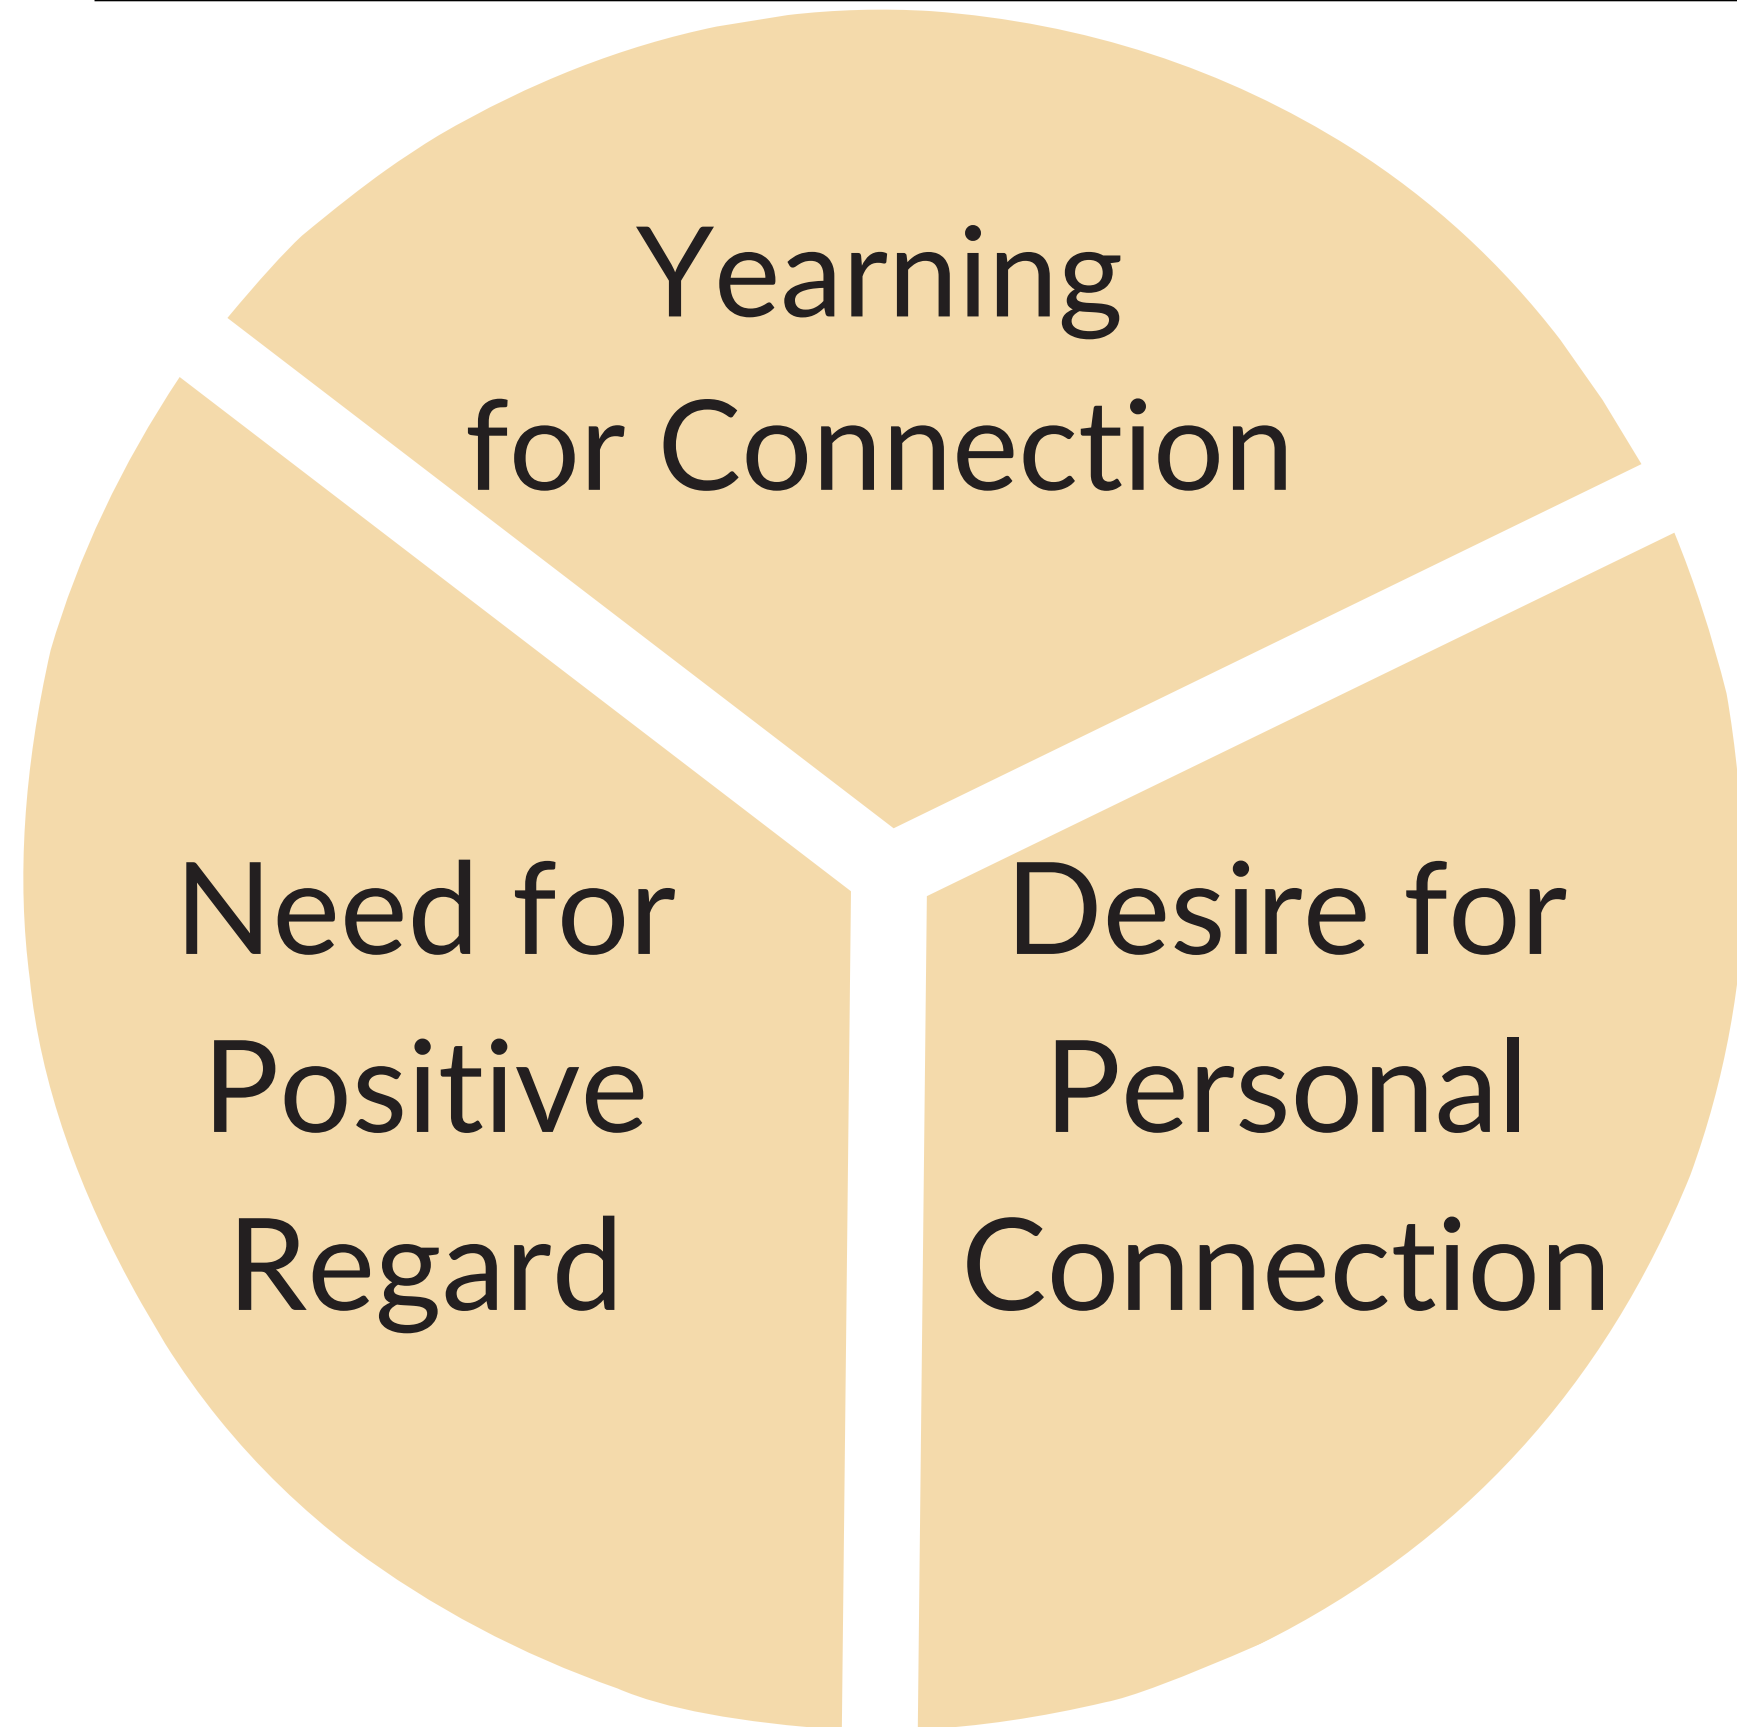 Yearning
for Connection
Need for
Positive
Regard
Desire for
Personal
Connection